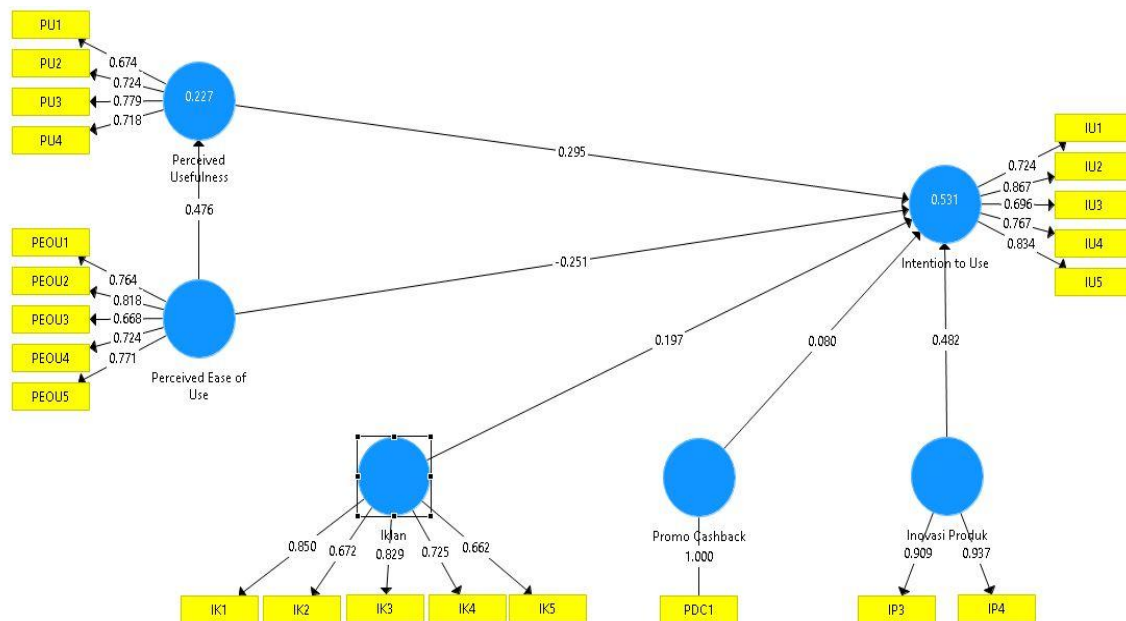 PU1
PU2
PU3
PU4
0.674
0.724
0.779
0.718
0.227
Perceived
Usefulness
0.295
0.476
PEOU1
PEOU2
PEOU3
PEOU4
PEOU5
0.764
0.818
0.668
0.724
0.771
Perceived Ease of
Use
-0.251
0.531
Intention to Use
0.724
0.867
0.696
0.767
0.834
IU1
IU2
IU3
IU4
IU5
0.197
0.080
0.482
Iklan
0.850
0.672
0.829
0.725
0.662
IK1
IK2
IK3
IK4
IK5
Promo Cashback
1.000
PDC1
Inovasi Produk
0.909
0.937
IP3
IP4